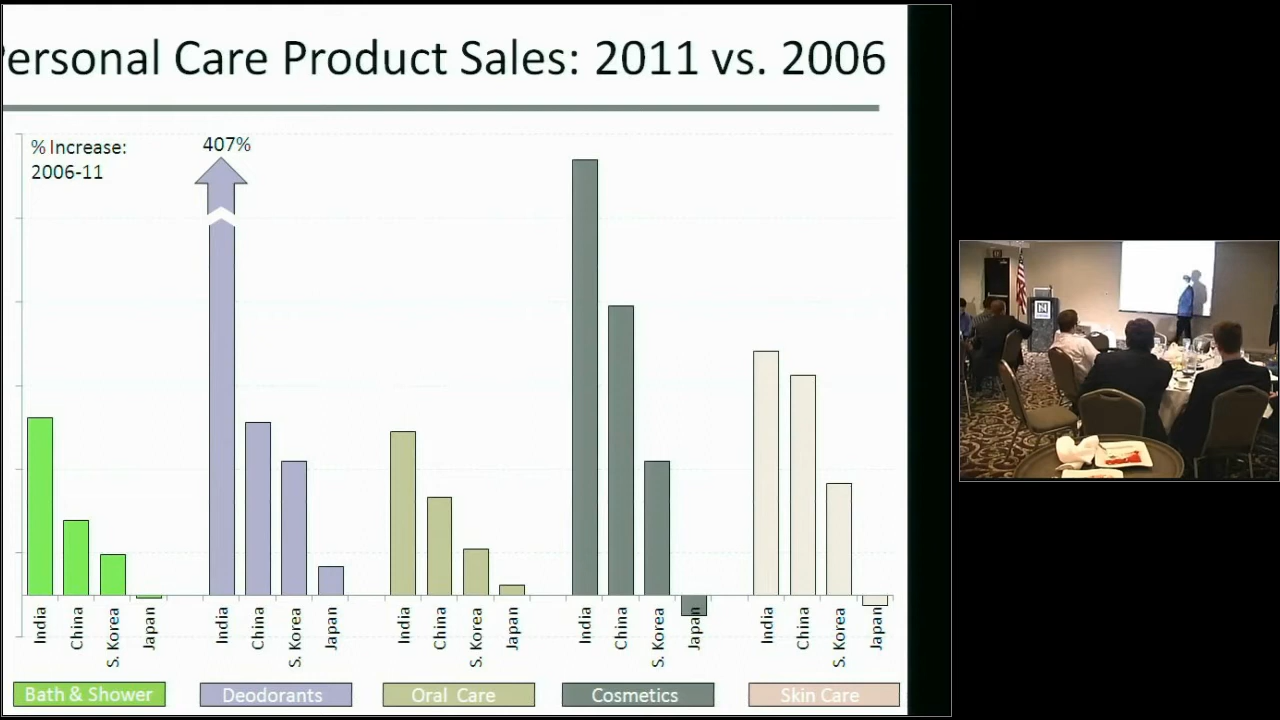 ersonal Care Product Sales: 2011 vs. 2006
% Increase:
2006-11
407%
India
China
S. Korea
Japan
India
China
S. Korea
Japan
India
China
S. Korea
Japan
India
China
S. Korea
Japan
India
China
S. Korea
Japan
Bath & Shower
Deodorants
Oral Care
Cosmetics
Skin Care